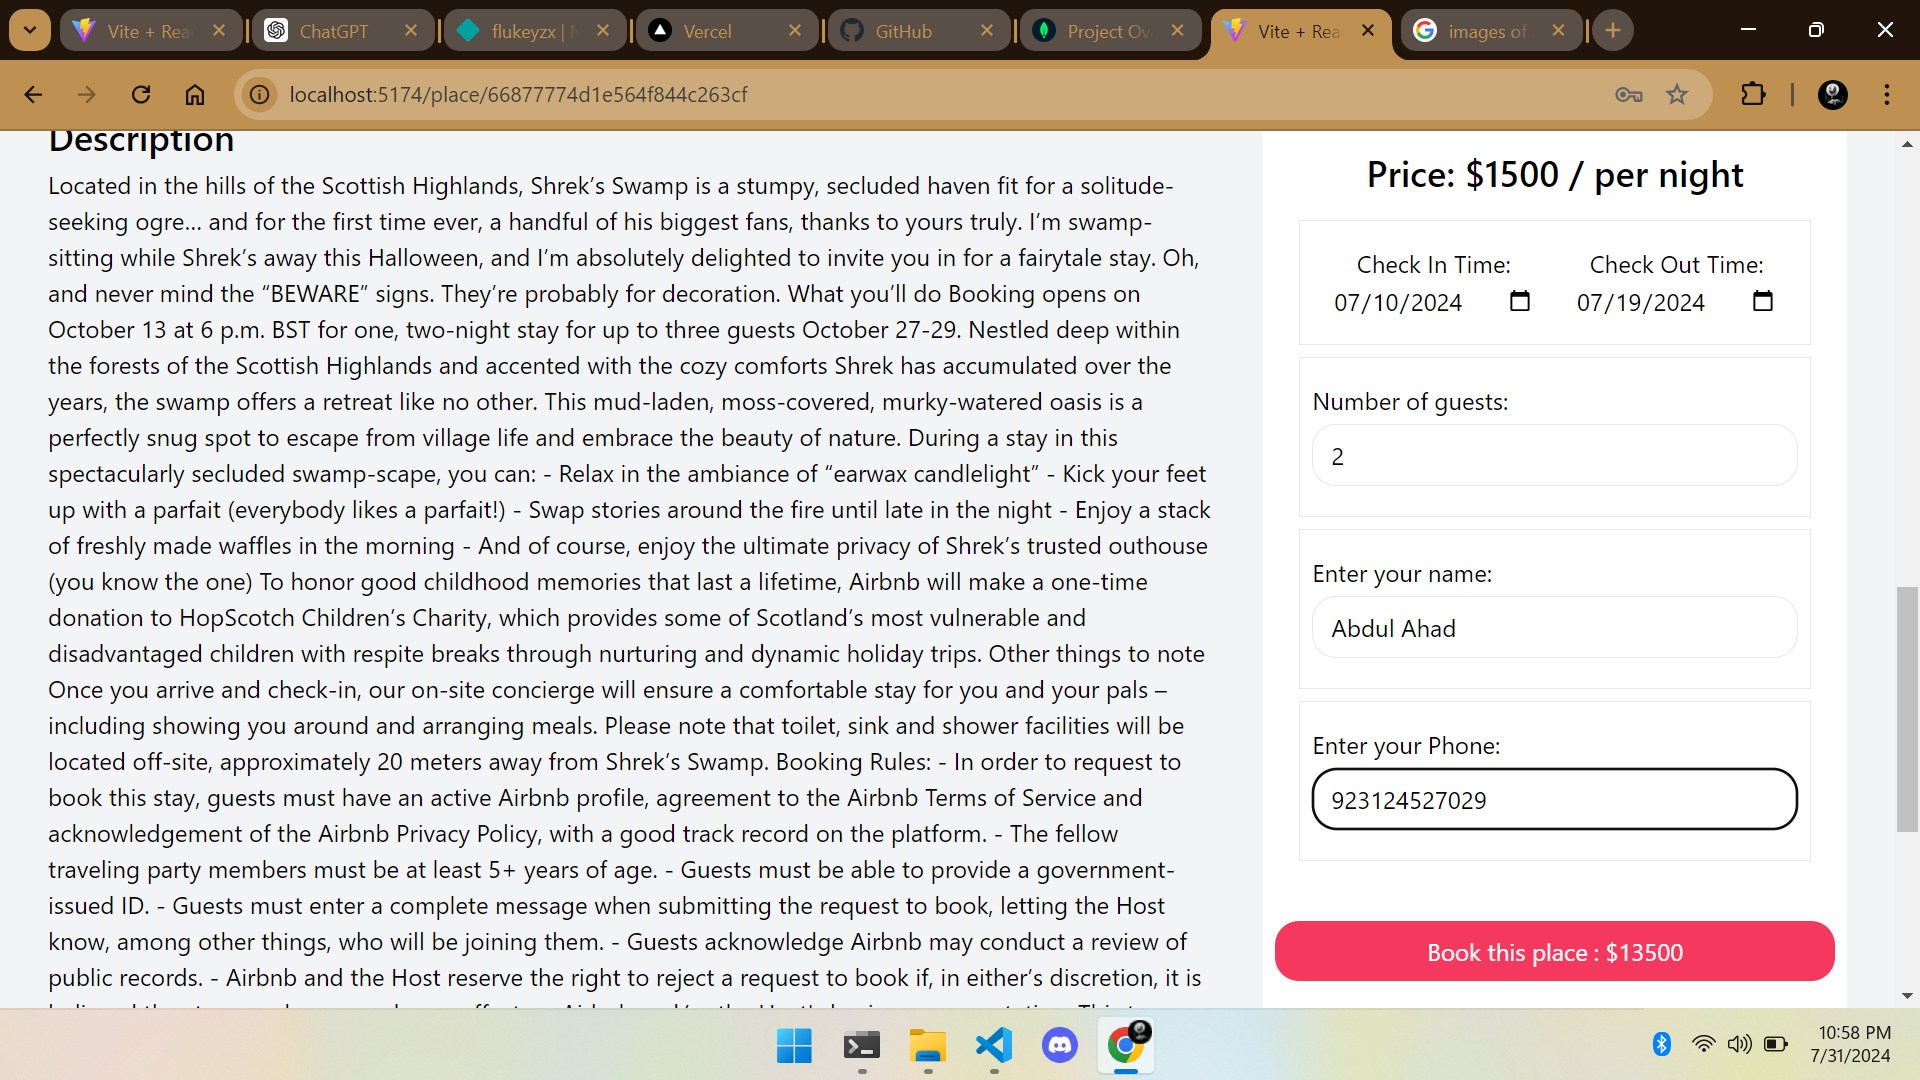 Vite + Rea
ChatGPT
flukeyzx | N
Vercel
GitHub
Project Ov
Vite + Rea
images of
localhost:5174/place/66877774d1e564f844c263cf
Description
Located in the hills of the Scottish Highlands, Shrek’s Swamp is a stumpy, secluded haven fit for a solitude-
seeking ogre... and for the first time ever, a handful of his biggest fans, thanks to yours truly. I’m swamp-
sitting while Shrek’s away this Halloween, and I’m absolutely delighted to invite you in for a fairytale stay. Oh,
and never mind the “BEWARE” signs. They’re probably for decoration. What you’ll do Booking opens on
October 13 at 6 p.m. BST for one, two-night stay for up to three guests October 27-29. Nestled deep within
the forests of the Scottish Highlands and accented with the cozy comforts Shrek has accumulated over the
years, the swamp offers a retreat like no other. This mud-laden, moss-covered, murky-watered oasis is a
perfectly snug spot to escape from village life and embrace the beauty of nature. During a stay in this
spectacularly secluded swamp-scape, you can: - Relax in the ambiance of “earwax candlelight” - Kick your feet
up with a parfait (everybody likes a parfait!) - Swap stories around the fire until late in the night - Enjoy a stack
of freshly made waffles in the morning - And of course, enjoy the ultimate privacy of Shrek’s trusted outhouse
(you know the one) To honor good childhood memories that last a lifetime, Airbnb will make a one-time
donation to HopScotch Children’s Charity, which provides some of Scotland’s most vulnerable and
disadvantaged children with respite breaks through nurturing and dynamic holiday trips. Other things to note
Once you arrive and check-in, our on-site concierge will ensure a comfortable stay for you and your pals –
including showing you around and arranging meals. Please note that toilet, sink and shower facilities will be
located off-site, approximately 20 meters away from Shrek’s Swamp. Booking Rules: - In order to request to
book this stay, guests must have an active Airbnb profile, agreement to the Airbnb Terms of Service and
acknowledgement of the Airbnb Privacy Policy, with a good track record on the platform. - The fellow
traveling party members must be at least 5+ years of age. - Guests must be able to provide a government-
issued ID. - Guests must enter a complete message when submitting the request to book, letting the Host
know, among other things, who will be joining them. - Guests acknowledge Airbnb may conduct a review of
public records. - Airbnb and the Host reserve the right to reject a request to book if, in either’s discretion, it is
Price: $1500 / per night
Check In Time:
Check Out Time:
07/10/2024
07/19/2024
Number of guests:
2
Enter your name:
Abdul Ahad
Enter your Phone:
923124527029
Book this place : $13500
10:58 PM
7/31/2024